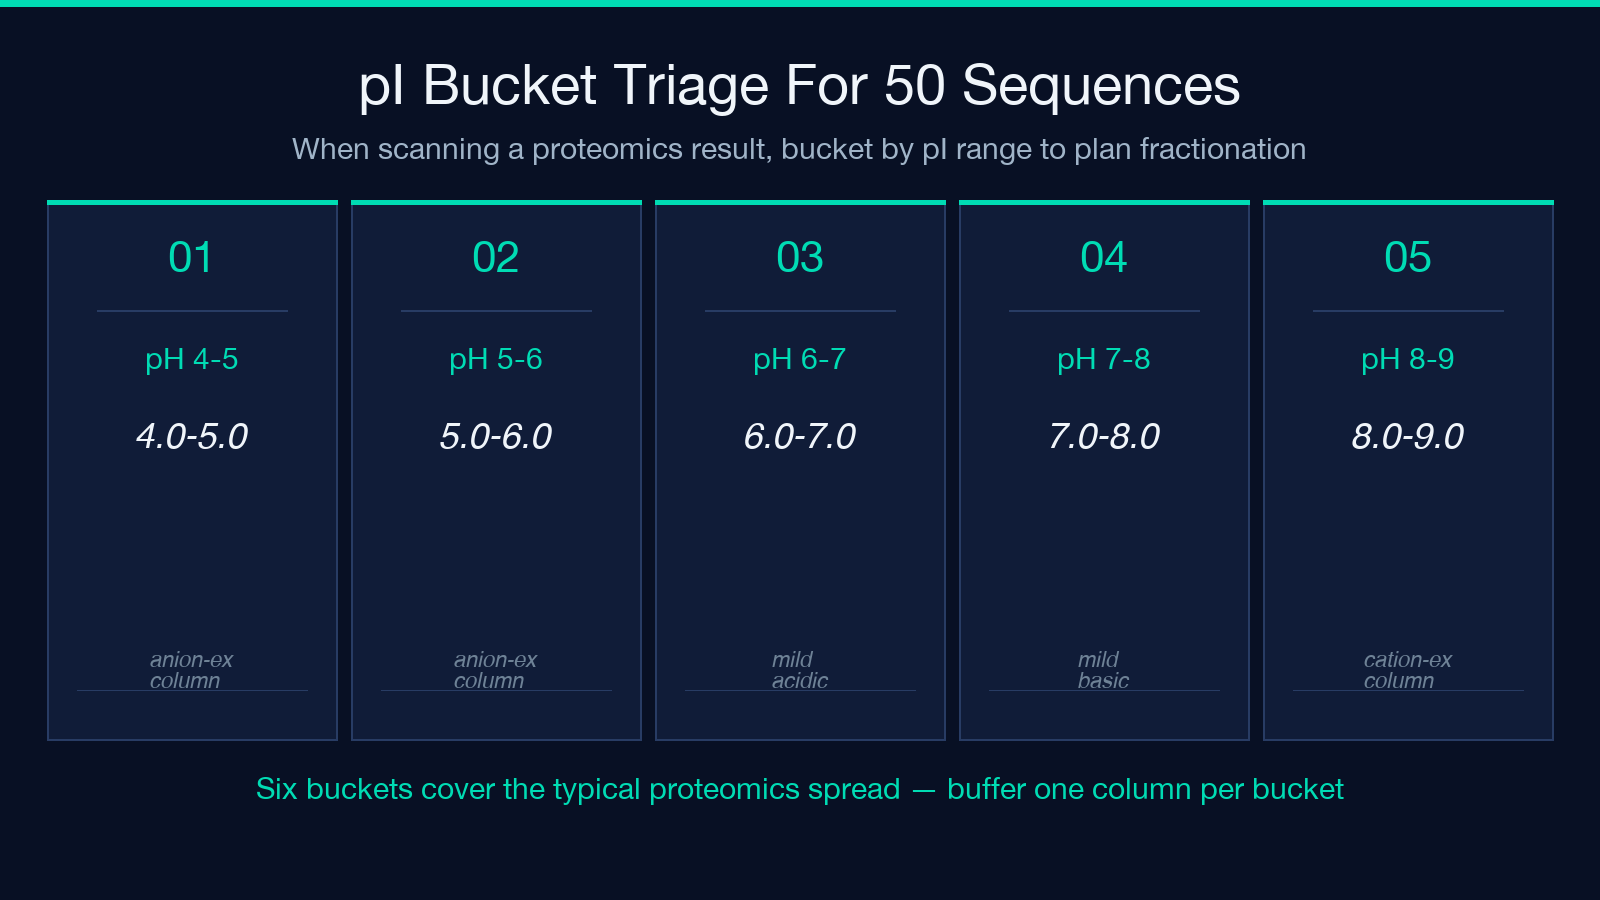 pI Bucket Triage For 50 Sequences
When scanning a proteomics result, bucket by pI range to plan fractionation
01
pH 4-5
4.0-5.0
anion-ex
column
02
pH 5-6
5.0-6.0
anion-ex
column
03
pH 6-7
6.0-7.0
mild
acidic
04
pH 7-8
7.0-8.0
mild
basic
05
pH 8-9
8.0-9.0
cation-ex
column
Six buckets cover the typical proteomics spread — buffer one column per bucket